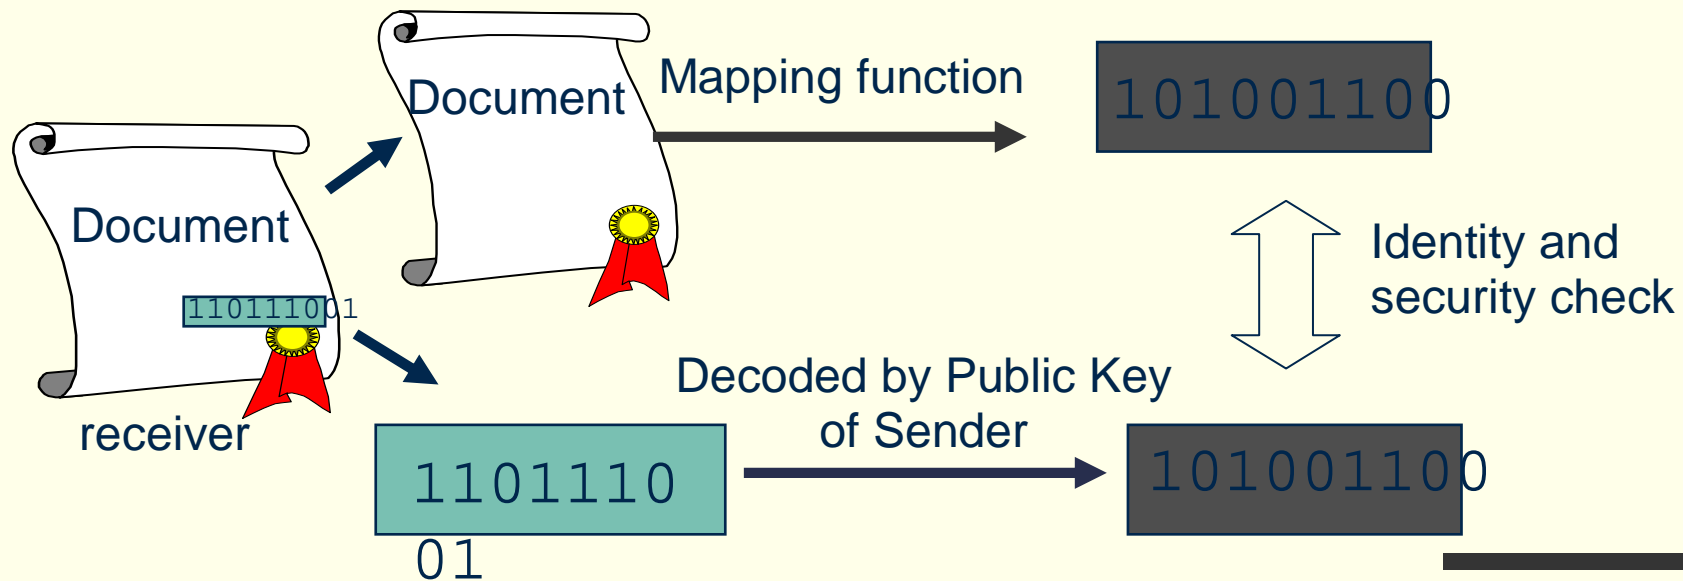 Document
Mapping function
101001100
Document
110111001
receiver
Identity and
security check
Decoded by Public Key
of Sender
1101110
01
101001100